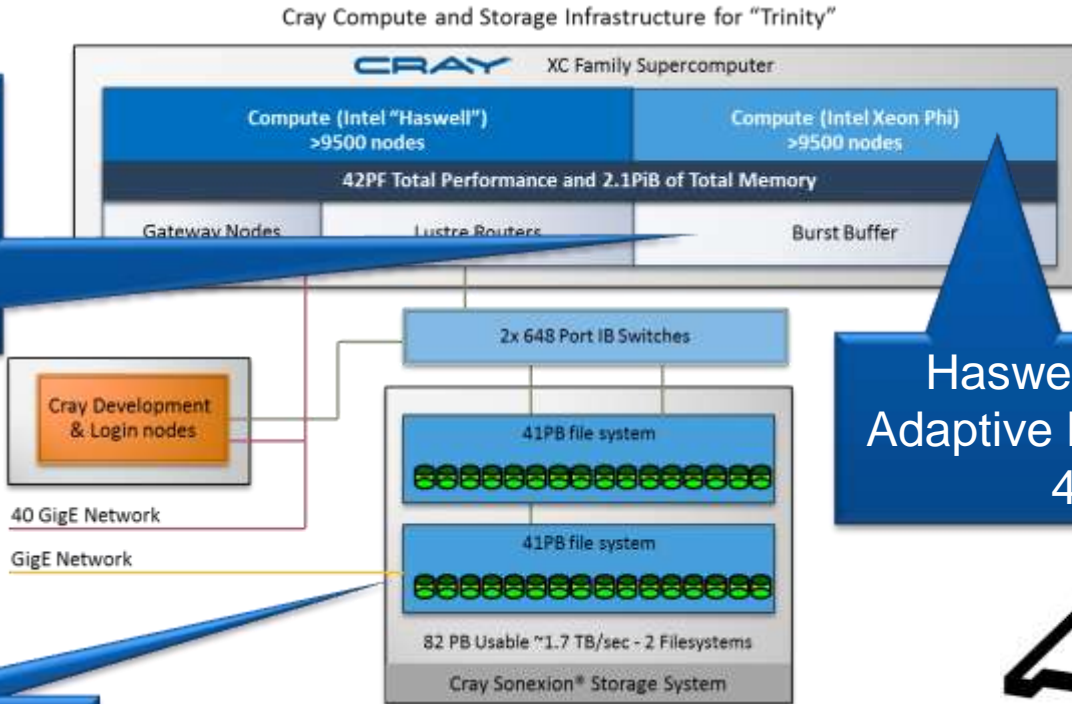 Cray Compute and Storage Infrastructure for “Trinity”
CRAY XC Family Supercomputer
Compute (Intel “Haswell”)
>9500 nodes
Compute (Intel Xeon Phi)
>9500 nodes
42PF Total Performance and 2.1PiB of Total Memory
Gateway Nodes
Lustre Routers
Burst Buffer
2x 648 Port IB Switches
Cray Development
& Login nodes
41PB file system
40 GigE Network
41PB file system
GigE Network
82 PB Usable ~1.7 TB/sec - 2 Filesystems
Cray Sonexion® Storage System
Haswe
Adaptive
4